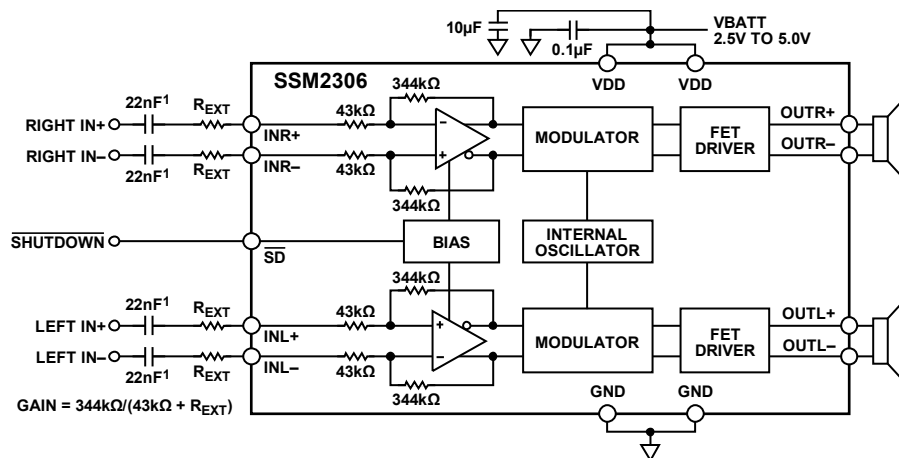 10µF
0.1µF
VBATT
2.5V TO 5.0V
SSM2306
VDD
VDD
22nF1
REXT
RIGHT IN+
INR+
43kΩ
344kΩ
–
+
MODULATOR
FET
DRIVER
OUTR+
RIGHT IN–
22nF1
REXT
INR–
43kΩ
344kΩ
OUTR–
SHUTDOWN
SD
BIAS
INTERNAL
OSCILLATOR
22nF1
REXT
LEFT IN+
INL+
43kΩ
344kΩ
+
–
MODULATOR
FET
DRIVER
OUTL+
LEFT IN–
22nF1
REXT
INL–
43kΩ
344kΩ
OUTL–
GND
GND
GAIN = 344kΩ/(43kΩ + REXT)